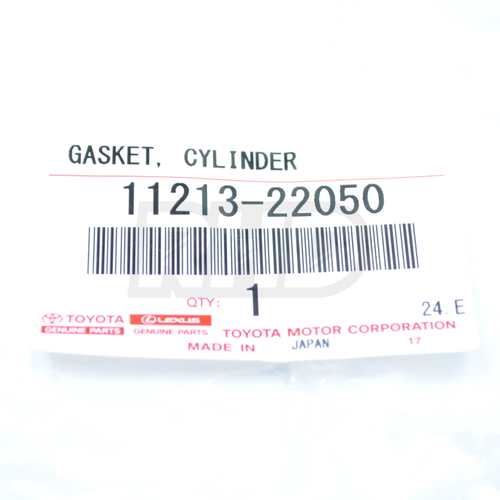 GASKET, CYLINDER
11213-22050
QTY: 1
24. E
TOYOTA LEXUS
GENUINE PARTS GENUINE PARTS TOYOTA MOTOR CORPORATION
MADE IN JAPAN 17